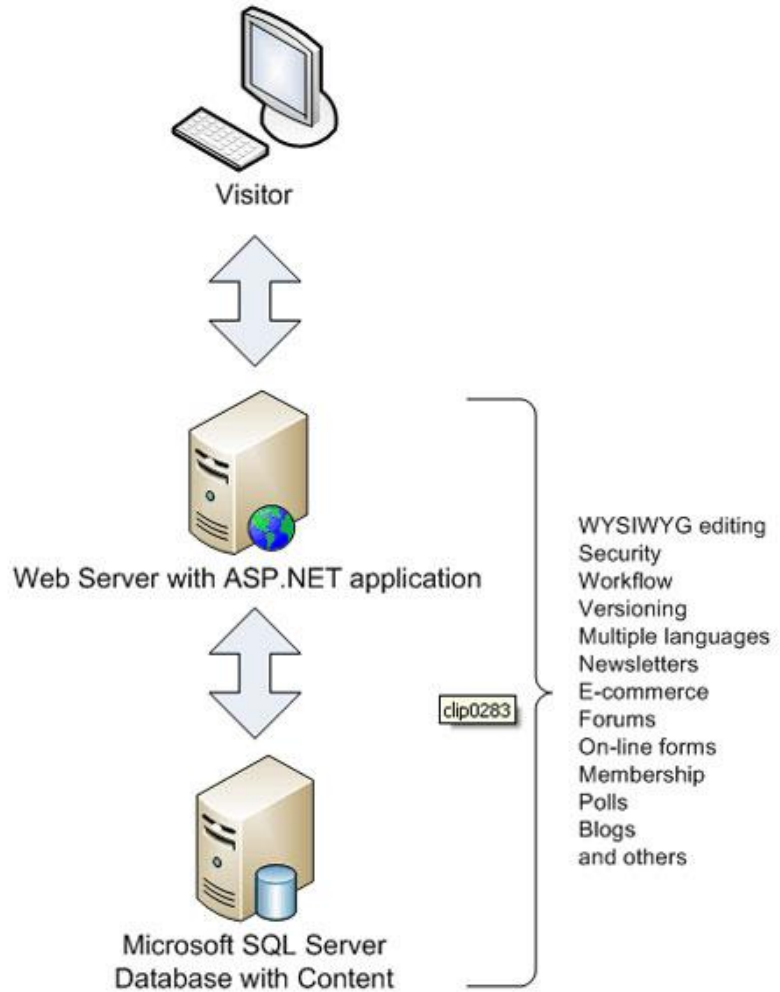 Visitor
Web Server with ASP.NET application
clip0283
Microsoft SQL Server
Database with Content
WYSIWYG editing
Security
Workflow
Versioning
Multiple languages
Newsletters
E-commerce
Forums
On-line forms
Membership
Polls
Blogs
and others